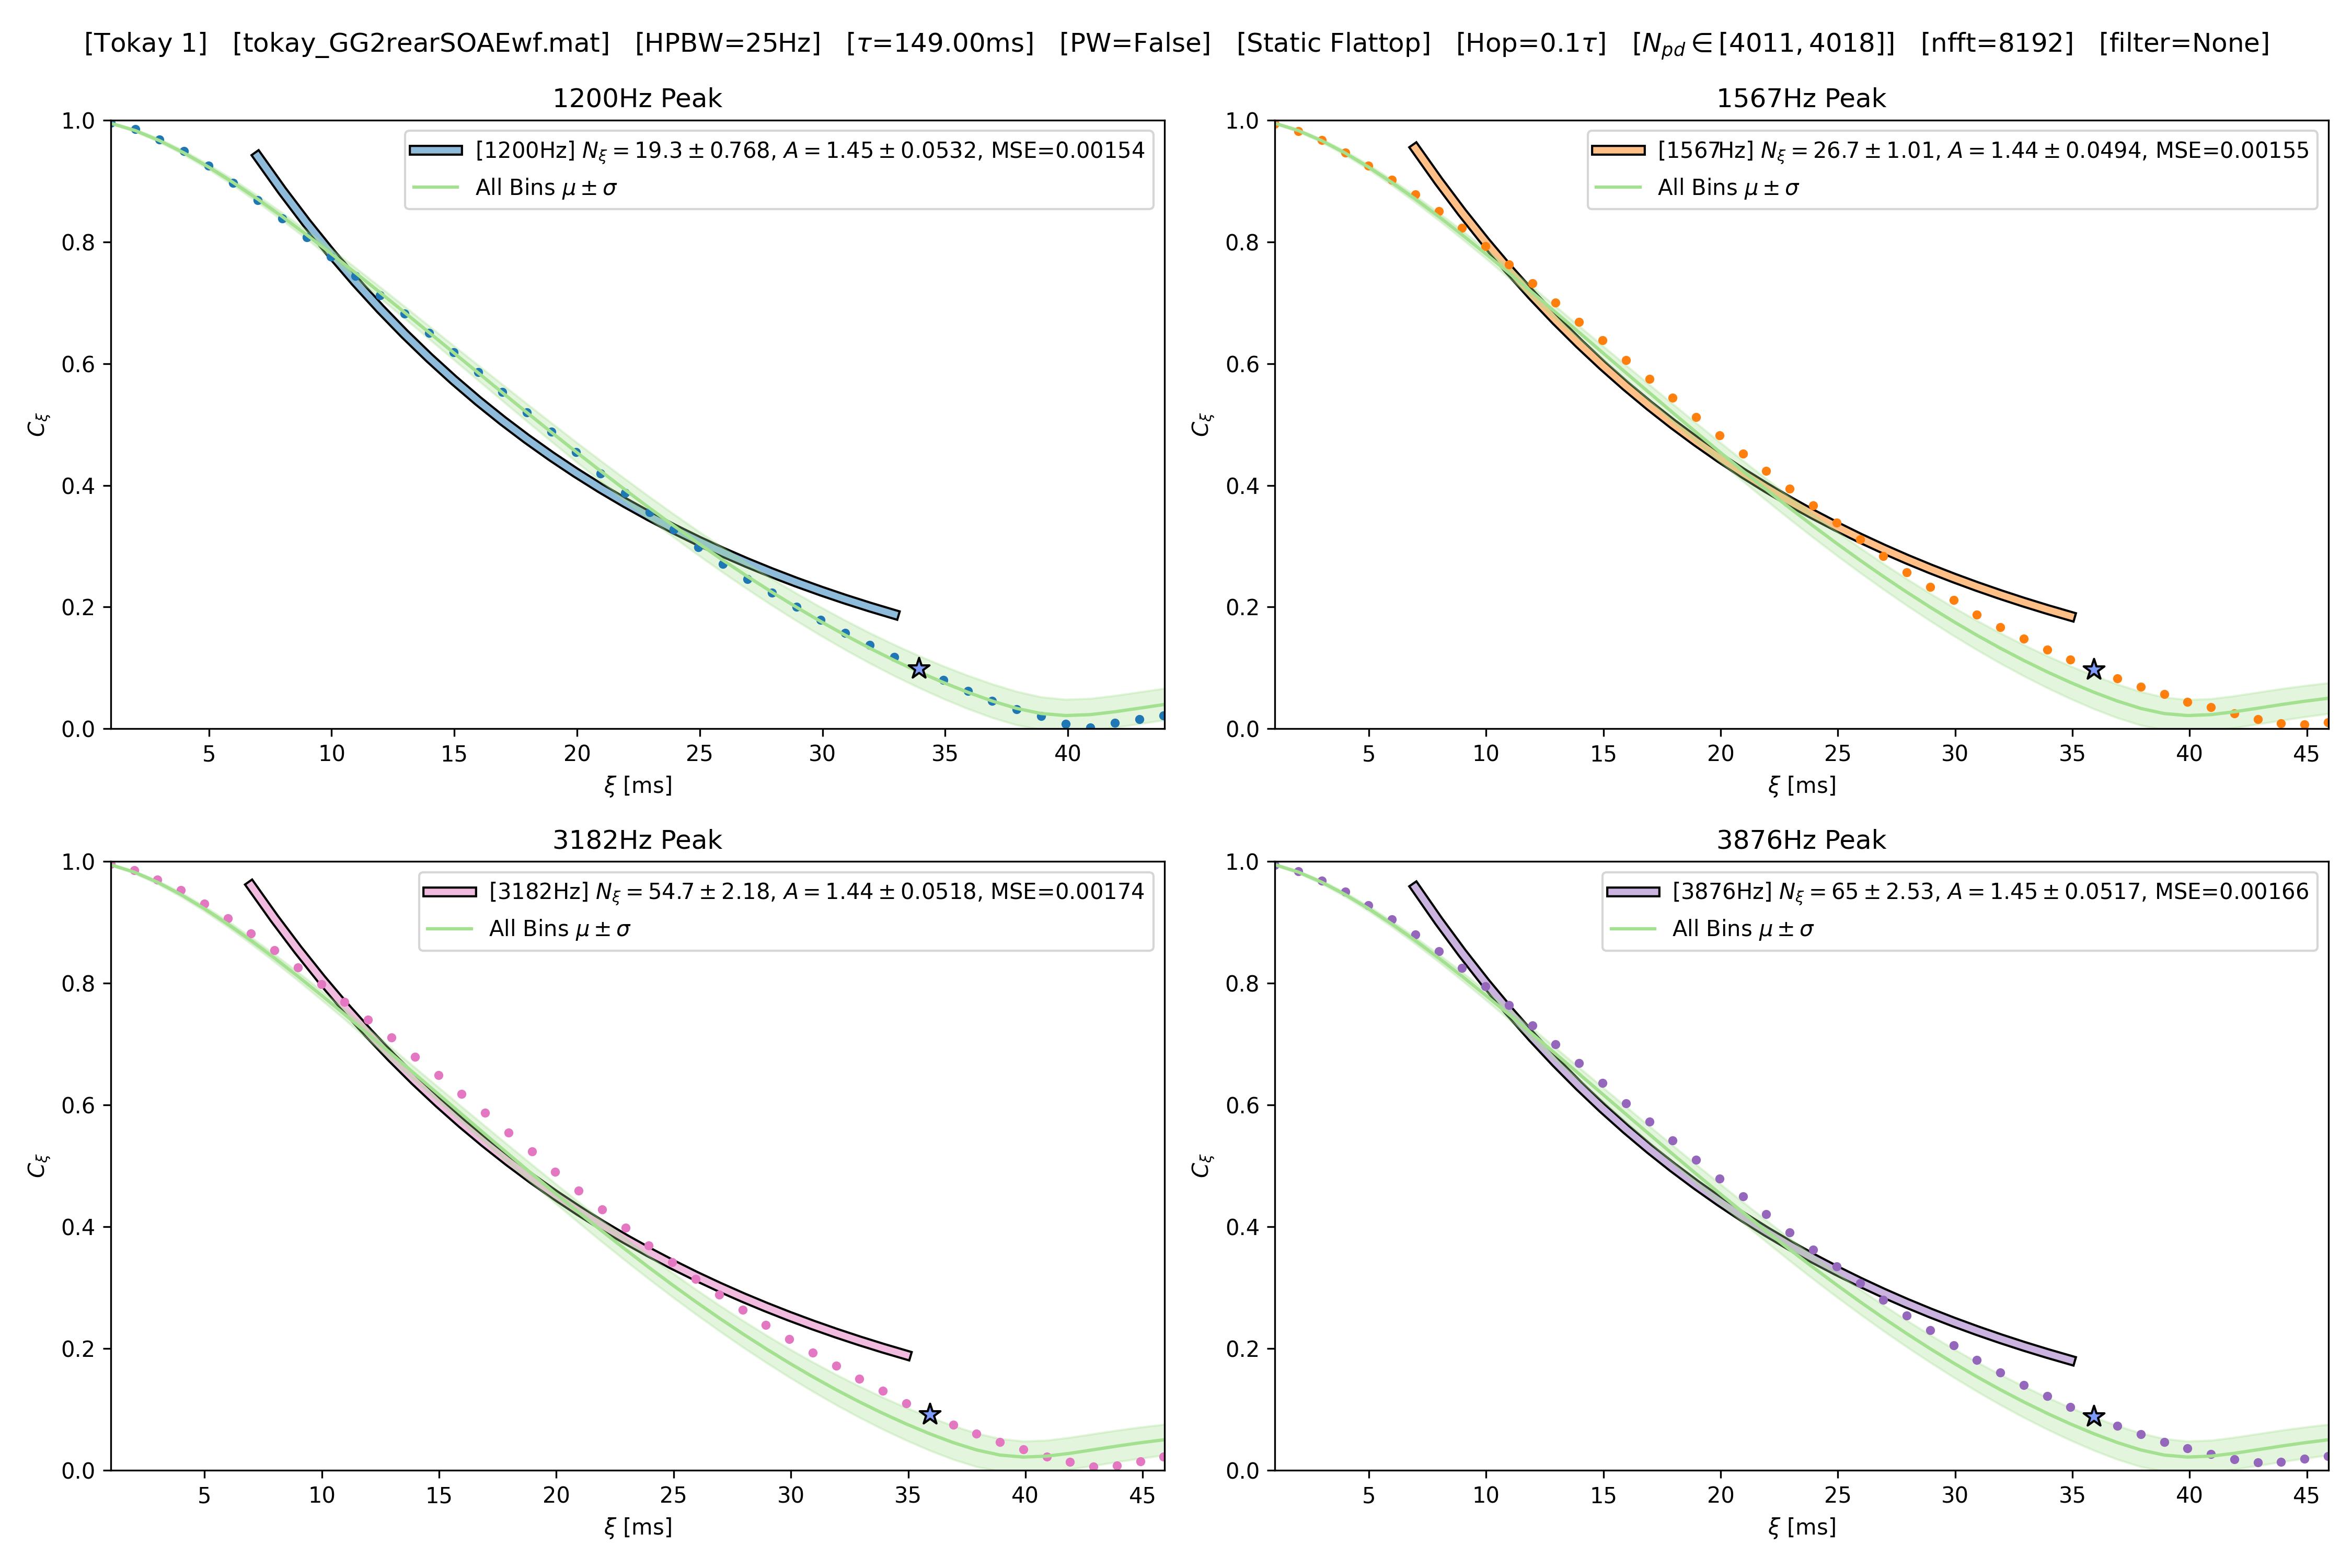 [Tokay 1] [tokay_GG2rearSOAEwf.mat] [HPBW=25Hz] [τ=149.00ms] [PW=False] [Static Flattop] [Hop=0.1τ] [N_{pd} ∈ [4011, 4018]] [nfft=8192] [filter=None]
1200Hz Peak
[1200Hz] N_ξ = 19.3 ± 0.768, A = 1.45 ± 0.0532, MSE=0.00154
All Bins μ ± σ
1.0
0.8
0.6
0.4
0.2
0.0
C_ξ
5 10 15 20 25 30 35 40
ξ [ms]
1567Hz Peak
[1567Hz] N_ξ = 26.7 ± 1.01, A = 1.44 ± 0.0494, MSE=0.00155
All Bins μ ± σ
1.0
0.8
0.6
0.4
0.2
0.0
C_ξ
5 10 15 20 25 30 35 40 45
ξ [ms]
3182Hz Peak
[3182Hz] N_ξ = 54.7 ± 2.18, A = 1.44 ± 0.0518, MSE=0.00174
All Bins μ ± σ
1.0
0.8
0.6
0.4
0.2
0.0
C_ξ
5 10 15 20 25 30 35 40 45
ξ [ms]
3876Hz Peak
[3876Hz] N_ξ = 65 ± 2.53, A = 1.45 ± 0.0517, MSE=0.00166
All Bins μ ± σ
1.0
0.8
0.6
0.4
0.2
0.0
C_ξ
5 10 15 20 25 30 35 40 45
ξ [ms]